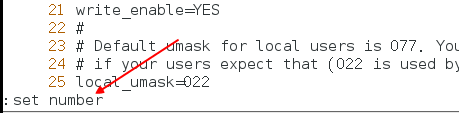 21 write_enable=YES
22 #
23 # Default umask for local users is 077. You
24 # if your users expect that (022 is used by
25 local_umask=022
:set number